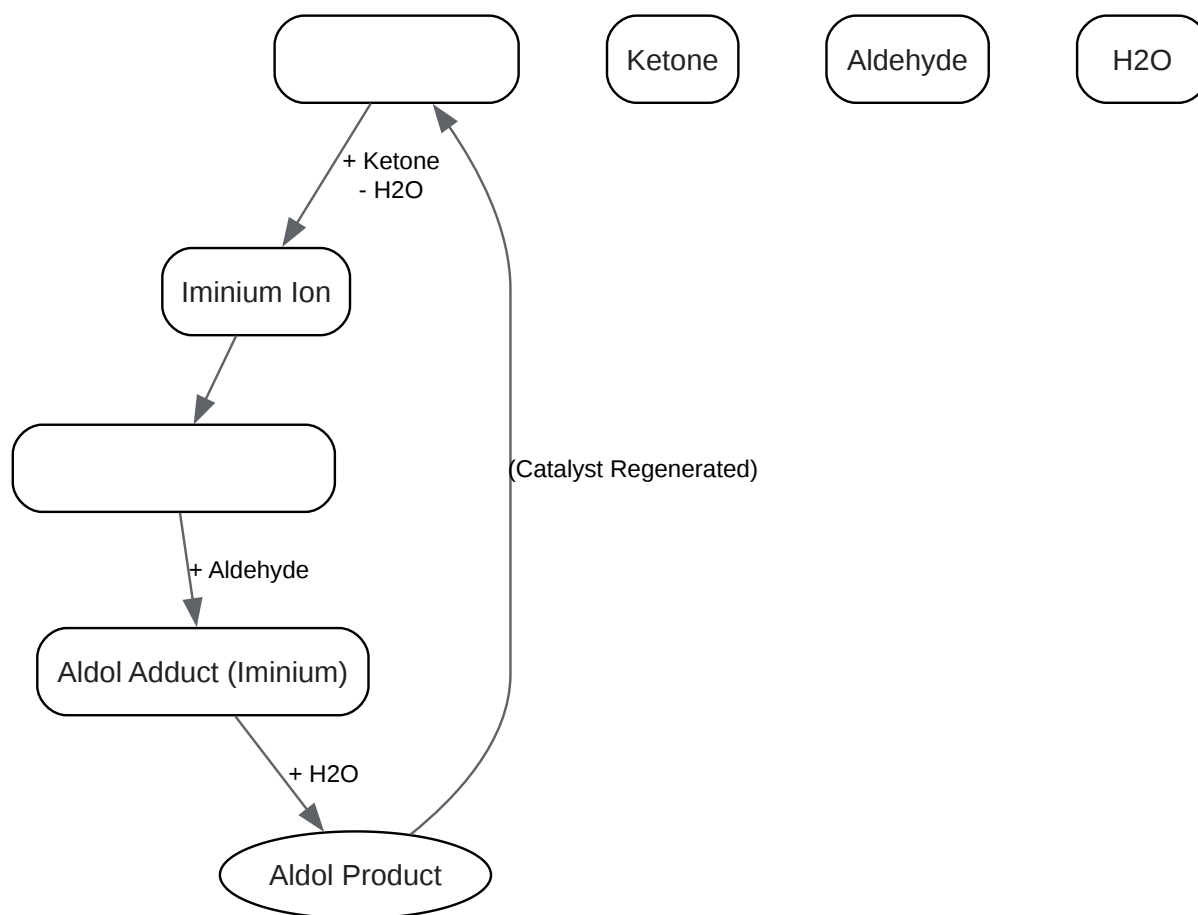 Ketone
Aldehyde
H2O
+ Ketone
- H2O
Iminium Ion
(Catalyst Regenerated)
+ Aldehyde
Aldol Adduct (Iminium)
+ H2O
Aldol Product